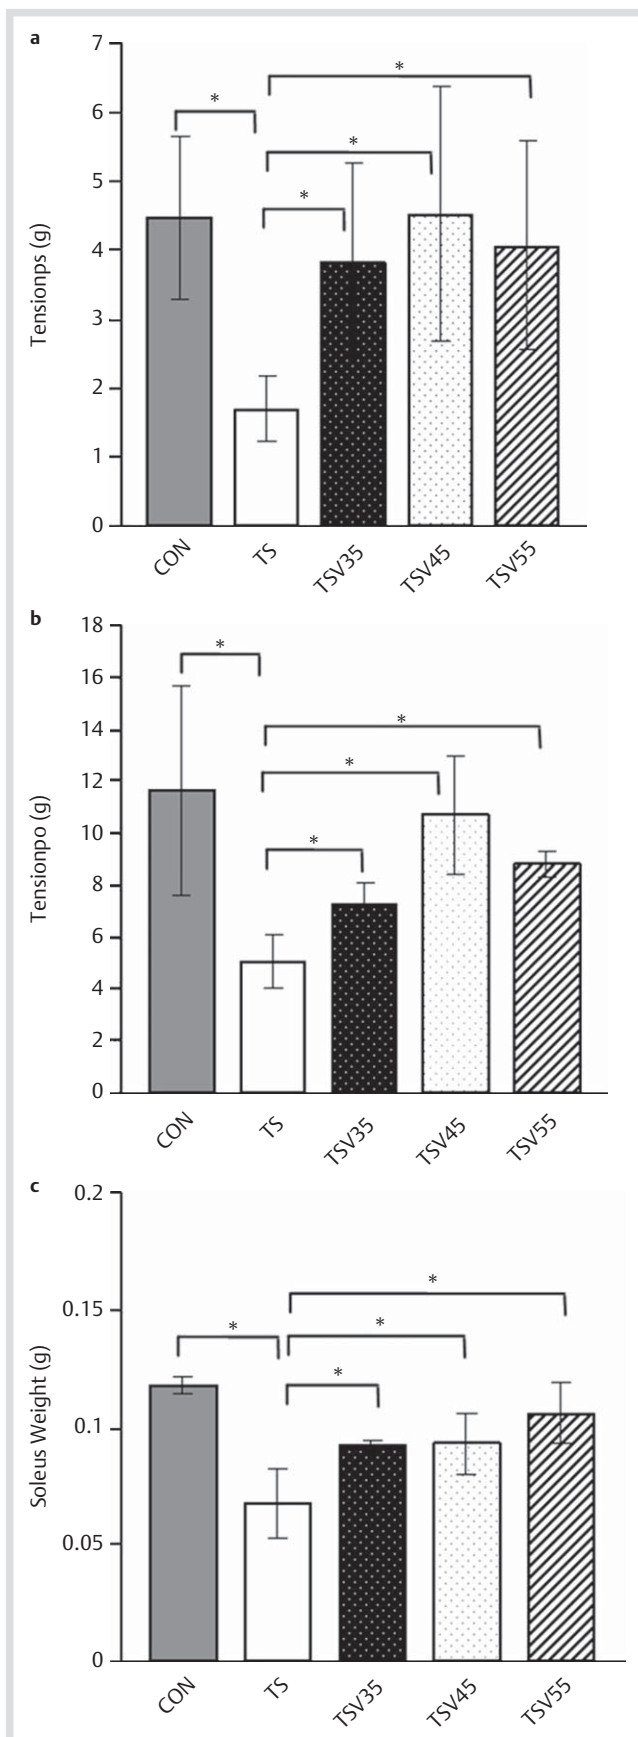 a
7
6
5
4
3
2
1
0
Tensionps (g)
*
*
*
*
CON
TS
TSV35
TSV45
TSV55
b
18
16
14
12
10
8
6
4
2
0
Tensionpo (g)
*
*
*
*
CON
TS
TSV35
TSV45
TSV55
c
0.2
0.15
0.1
0.05
0
Soleus Weight (g)
*
*
*
*
CON
TS
TSV35
TSV45
TSV55